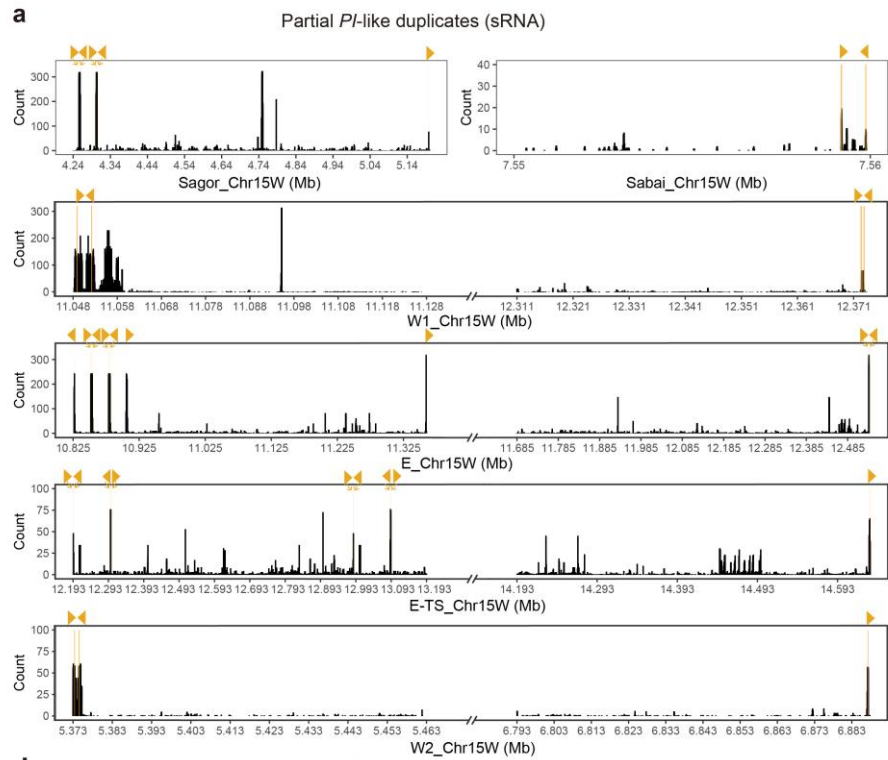 a
Partial PI-like duplicates (sRNA)
Count
300
200
100
0
4.24 4.34 4.44 4.54 4.64 4.74 4.84 4.94 5.04 5.14
Sagor_Chr15W (Mb)
Count
40
30
20
10
0
7.55 7.56
Sabai_Chr15W (Mb)
Count
300
200
100
0
11.048 11.058 11.068 11.078 11.088 11.098 11.108 11.118 11.128 12.311 12.321 12.331 12.341 12.351 12.361 12.371
W1_Chr15W (Mb)
Count
300
200
100
0
10.825 10.925 11.025 11.125 11.225 11.325 11.685 11.785 11.885 11.985 12.085 12.185 12.285 12.385 12.485
E_Chr15W (Mb)
Count
100
75
50
25
0
12.193 12.293 12.393 12.493 12.593 12.693 12.793 12.893 12.993 13.093 13.193 14.193 14.293 14.393 14.493 14.593
E-TS_Chr15W (Mb)
Count
100
75
50
25
0
5.373 5.383 5.393 5.403 5.413 5.423 5.433 5.443 5.453 5.463 6.793 6.803 6.813 6.823 6.833 6.843 6.853 6.863 6.873 6.883
W2_Chr15W (Mb)